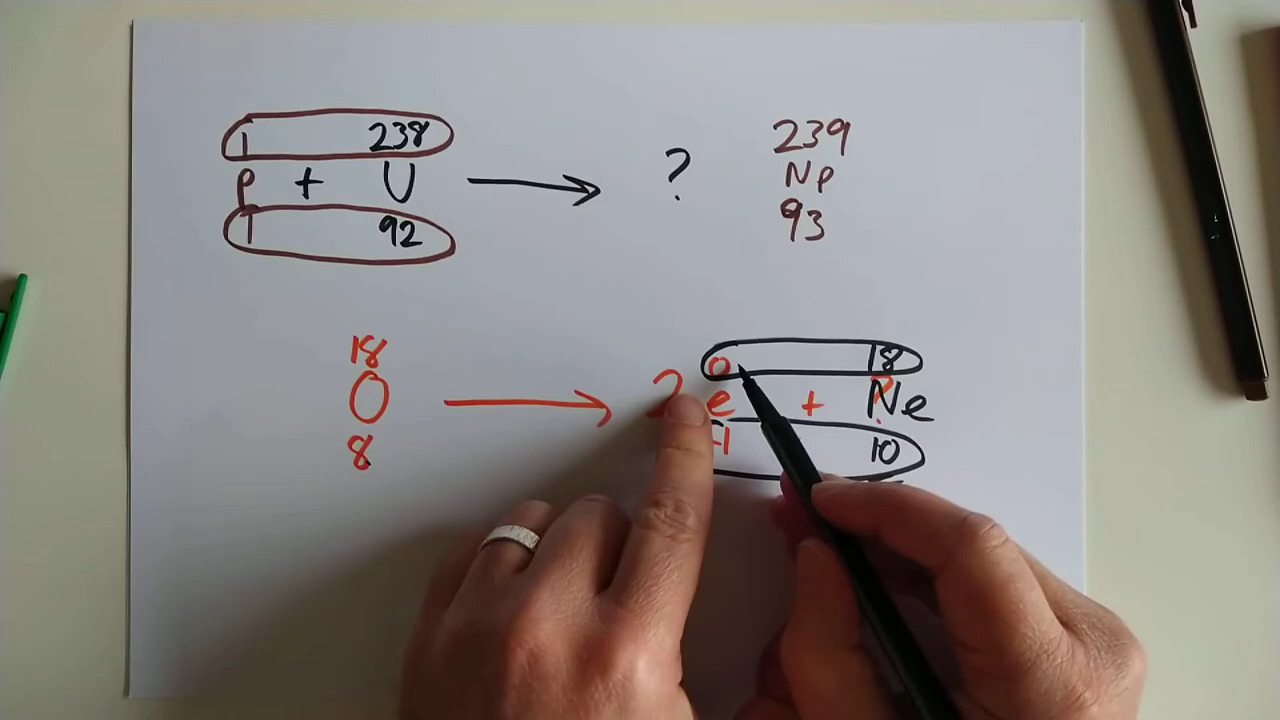 1 238
p + U → ? 
1 92
239
Np
93
18
O → 2 e + Ne
8
0 18
-1 10